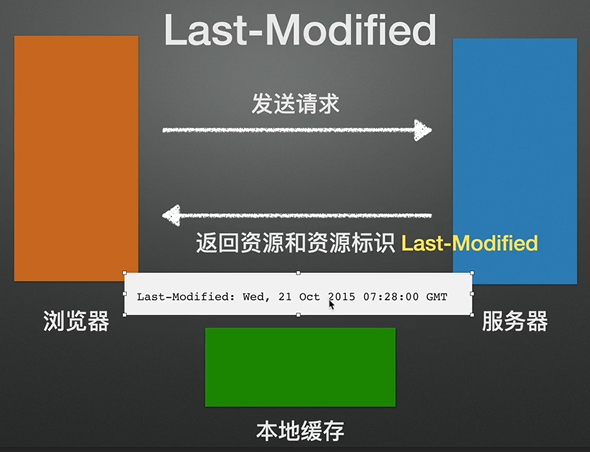 Last-Modified
发送请求
返回资源和资源标识 Last-Modified
Last-Modified: Wed, 21 Oct 2015 07:28:00 GMT
浏览器
服务器
本地缓存